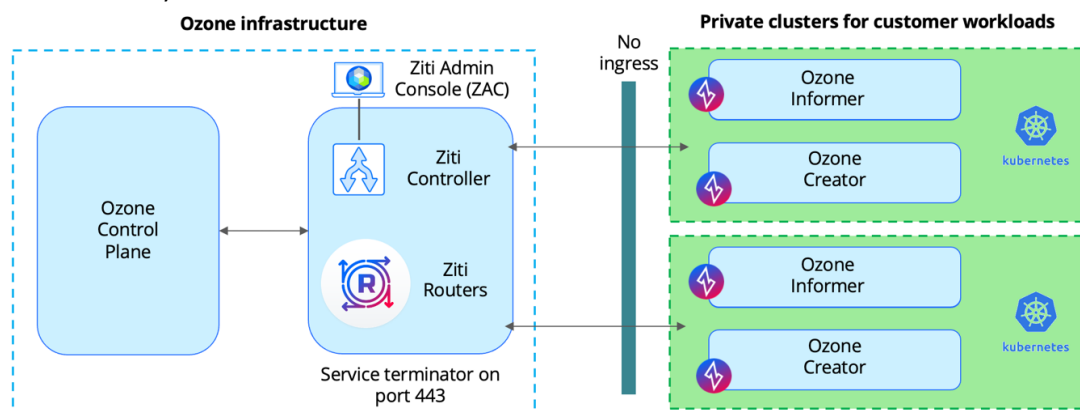 Ozone infrastructure
Private clusters for customer workloads
Ziti Admin
Console (ZAC)
No
ingress
Ozone
Control
Plane
Ziti
Controller
R
Ziti
Routers
Service terminator on
port 443
Ozone
Informer
Ozone
Creator
kubernetes
Ozone
Informer
Ozone
Creator
kubernetes